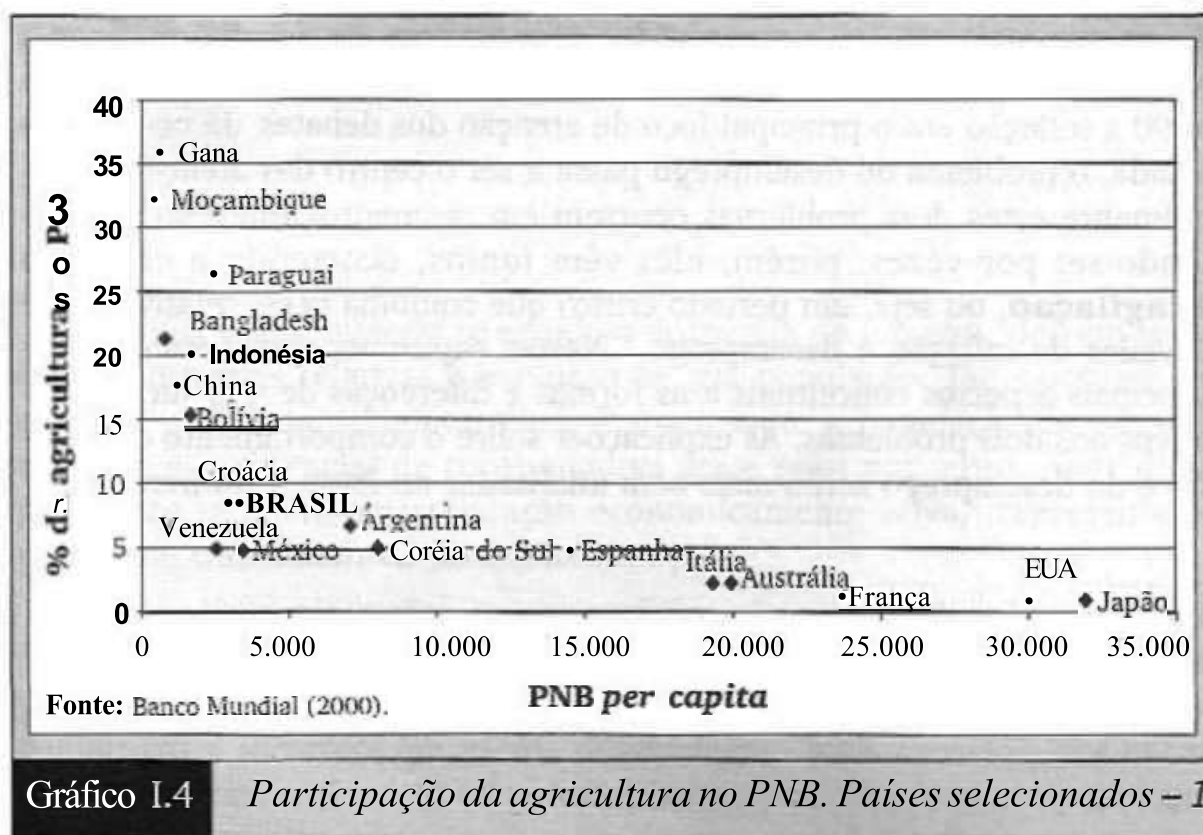 40
35
30
25
20
15
10
5
0
% d. agricultura s o P
3
o
r.
Gana
Moçambique
Paraguai
Bangladesh
Indonésia
China
Bolívia
Croácia
BRASIL
Venezuela
México
Argentina
Coréia do Sul
Espanha
Itália
Austrália
França
EUA
Japão
0 5.000 10.000 15.000 20.000 25.000 30.000 35.000
PNB per capita
Fonte: Banco Mundial (2000).
Gráfico I.4 Participação da agricultura no PNB. Países selecionados –